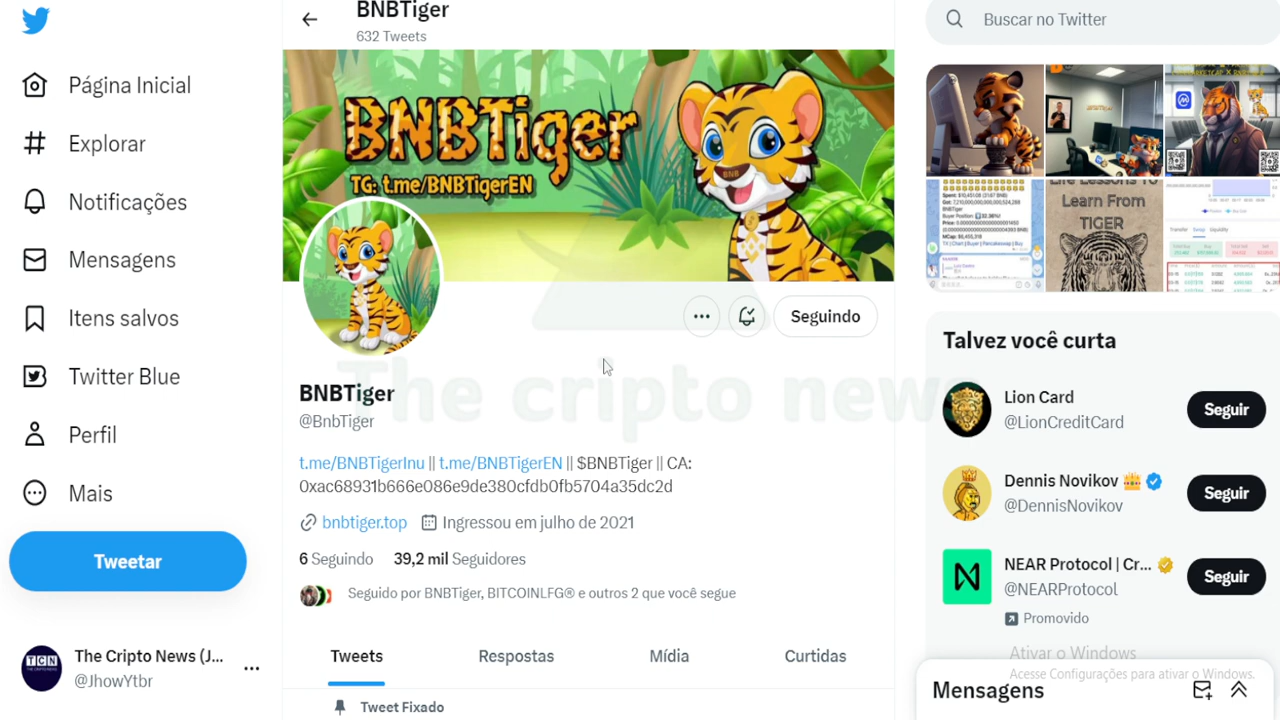 BNBTiger
632 Tweets
Página Inicial
Explorar
Notificações
Mensagens
Itens salvos
Twitter Blue
Perfil
Mais
Tweetar
The Cripto News (J...
@JhowYtbr
BNBTiger
TG: t.me/BNBTigerEN
BNB
Seguindo
The cripto news
BNBTiger
@BnbTiger
t.me/BNBTigerInu || t.me/BNBTigerEN || $BNBTiger || CA:
0xac68931b666e086e9de380cfdb0fb5704a35dc2d
bnbtiger.top Ingressou em julho de 2021
6 Seguindo 39,2 mil Seguidores
Seguido por BNBTiger, BITCOINLFG® e outros 2 que você segue
Tweets Respostas Mídia Curtidas
Tweet Fixado
Buscar no Twitter
Life Lessons To
Learn From
TIGER
Talvez você curta
Lion Card
@LionCreditCard
Seguir
Dennis Novikov
@DennisNovikov
Seguir
NEAR Protocol | Cr...
@NEARProtocol
Seguir
Promovido
Ativar o Windows
Acesse Configurações para ativar o Windows.
Mensagens